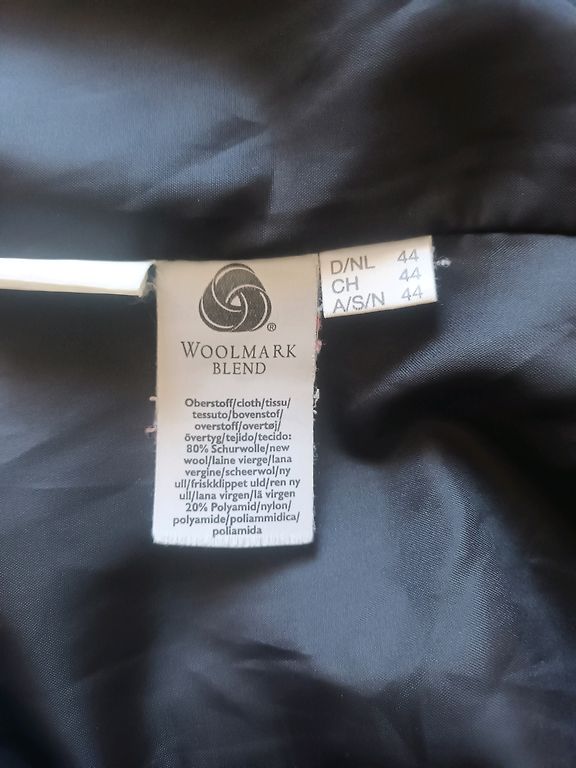 D/NL 44
CH 44
A/S/N 44
®
WOOLMARK
BLEND
Oberstoff/cloth/tissu/
tessuto/bovenstof/
overstoff/overtøj/
övertyg/tejido/tecido:
80% Schurwolle/new
wool/laine vierge/lana
vergine/scheerwol/ny
ull/friskklippet uld/ren ny
ull/lana virgen/lã virgen
20% Polyamid/nylon/
polyamide/poliammidica/
poliamida